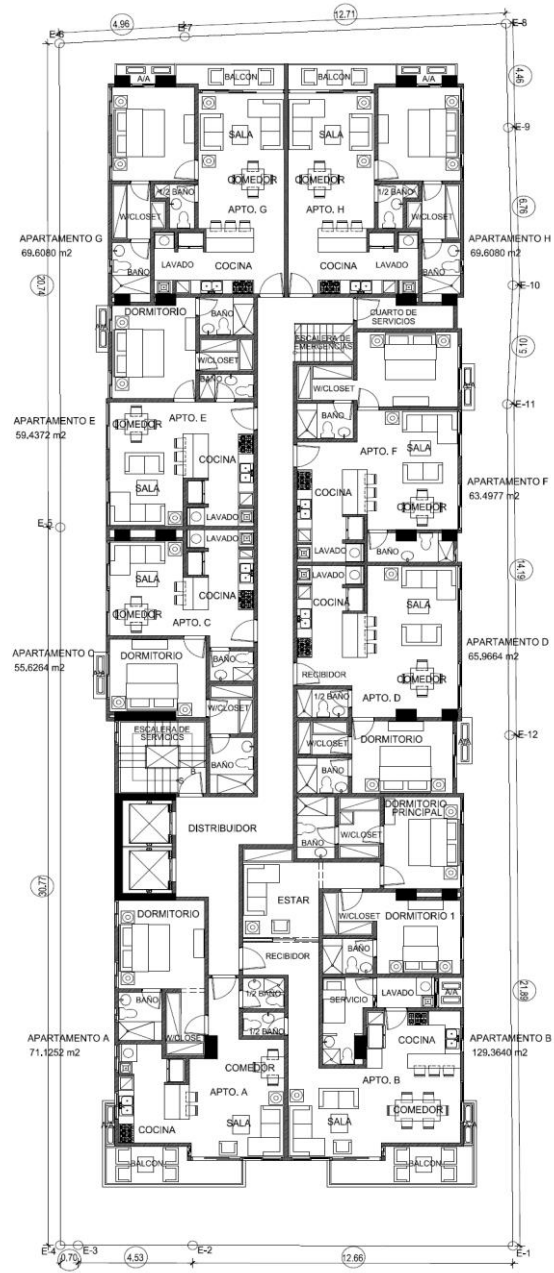 4.96
12.71
E-6
E-7
E-8
4.46
A/A
BALCON
BALCON
A/A
E-9
SALA
SALA
COMEDOR
COMEDOR
1/2 BAÑO
1/2 BAÑO
6.76
W/CLOSET
APTO. G
APTO. H
W/CLOSET
APARTAMENTO G
69.6080 m2
APARTAMENTO H
69.6080 m2
BAÑO
LAVADO
COCINA
COCINA
LAVADO
BAÑO
20.74
E-10
DORMITORIO
BAÑO
CUARTO DE
SERVICIOS
ESCALERA DE
EMERGENCIAS
5.10
W/CLOSET
W/CLOSET
BAÑO
E-11
APARTAMENTO E
59.4372 m2
APTO. E
COMEDOR
BAÑO
APTO. F
SALA
COCINA
COCINA
APARTAMENTO F
63.4977 m2
SALA
COMEDOR
LAVADO
E-5
LAVADO
BAÑO
14.19
SALA
COCINA
LAVADO
COCINA
SALA
COMEDOR
APTO. C
APARTAMENTO C
55.6264 m2
DORMITORIO
BAÑO
RECIBIDOR
COMEDOR
APARTAMENTO D
65.9664 m2
1/2 BAÑO
APTO. D
W/CLOSET
ESCALERA DE
SERVICIOS
W/CLOSET
DORMITORIO
E-12
A/A
BAÑO
BAÑO
B
S
DISTRIBUIDOR
DORMITORIO
PRINCIPAL
BAÑO
W/CLOSET
30.77
ESTAR
DORMITORIO
W/CLOSET
DORMITORIO 1
RECIBIDOR
BAÑO
21.89
BAÑO
1/2 BAÑO
SERVICIO
LAVADO
A/A
1/2 BAÑO
APARTAMENTO A
71.1252 m2
W/CLOSET
COCINA
APARTAMENTO B
129.3640 m2
COMEDOR
APTO. A
APTO. B
COMEDOR
SALA
SALA
COCINA
BALCON
BALCON
E-4
E-3
E-2
E-1
0.70
4.53
12.66